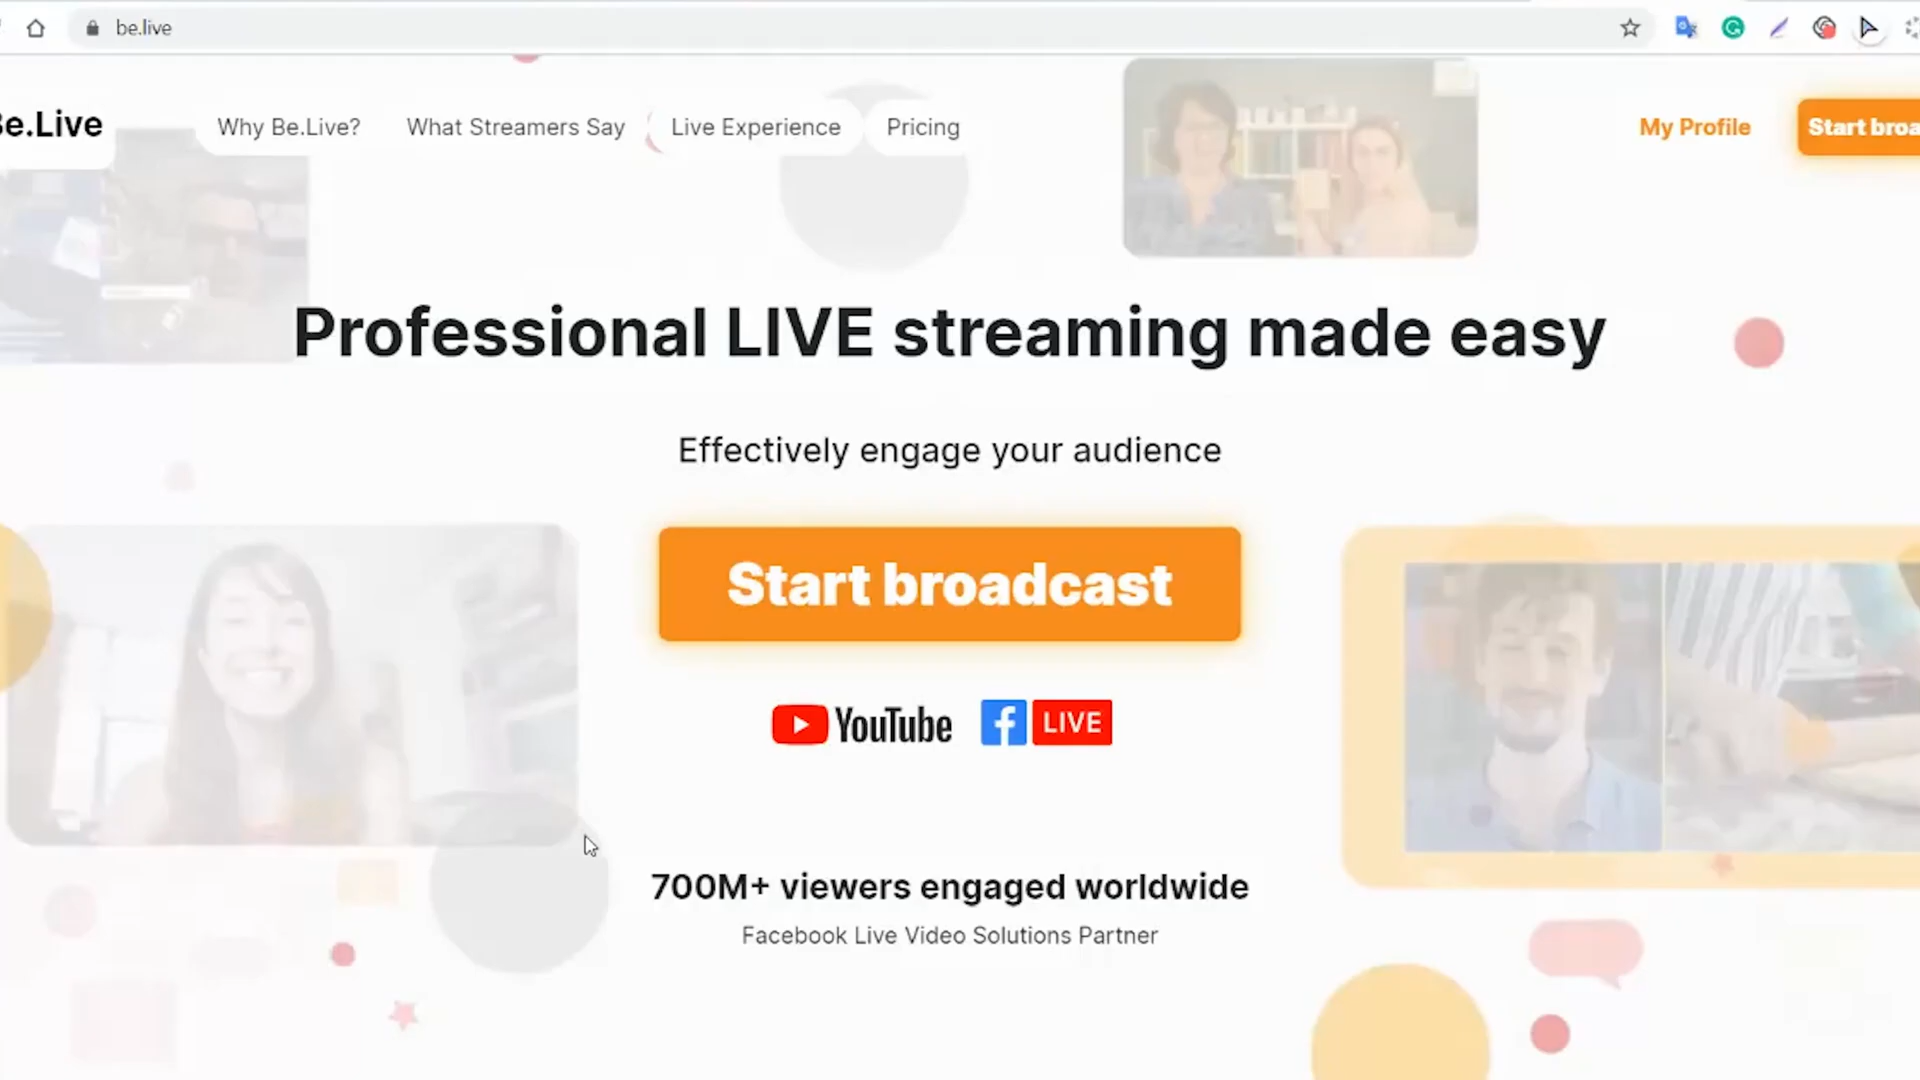 be.live
Be.Live
Why Be.Live?
What Streamers Say
Live Experience
Pricing
My Profile
Start
Professional LIVE streaming made easy
Effectively engage your audience
Start broadcast
YouTube
LIVE
700M+ viewers engaged worldwide
Facebook Live Video Solutions Partner